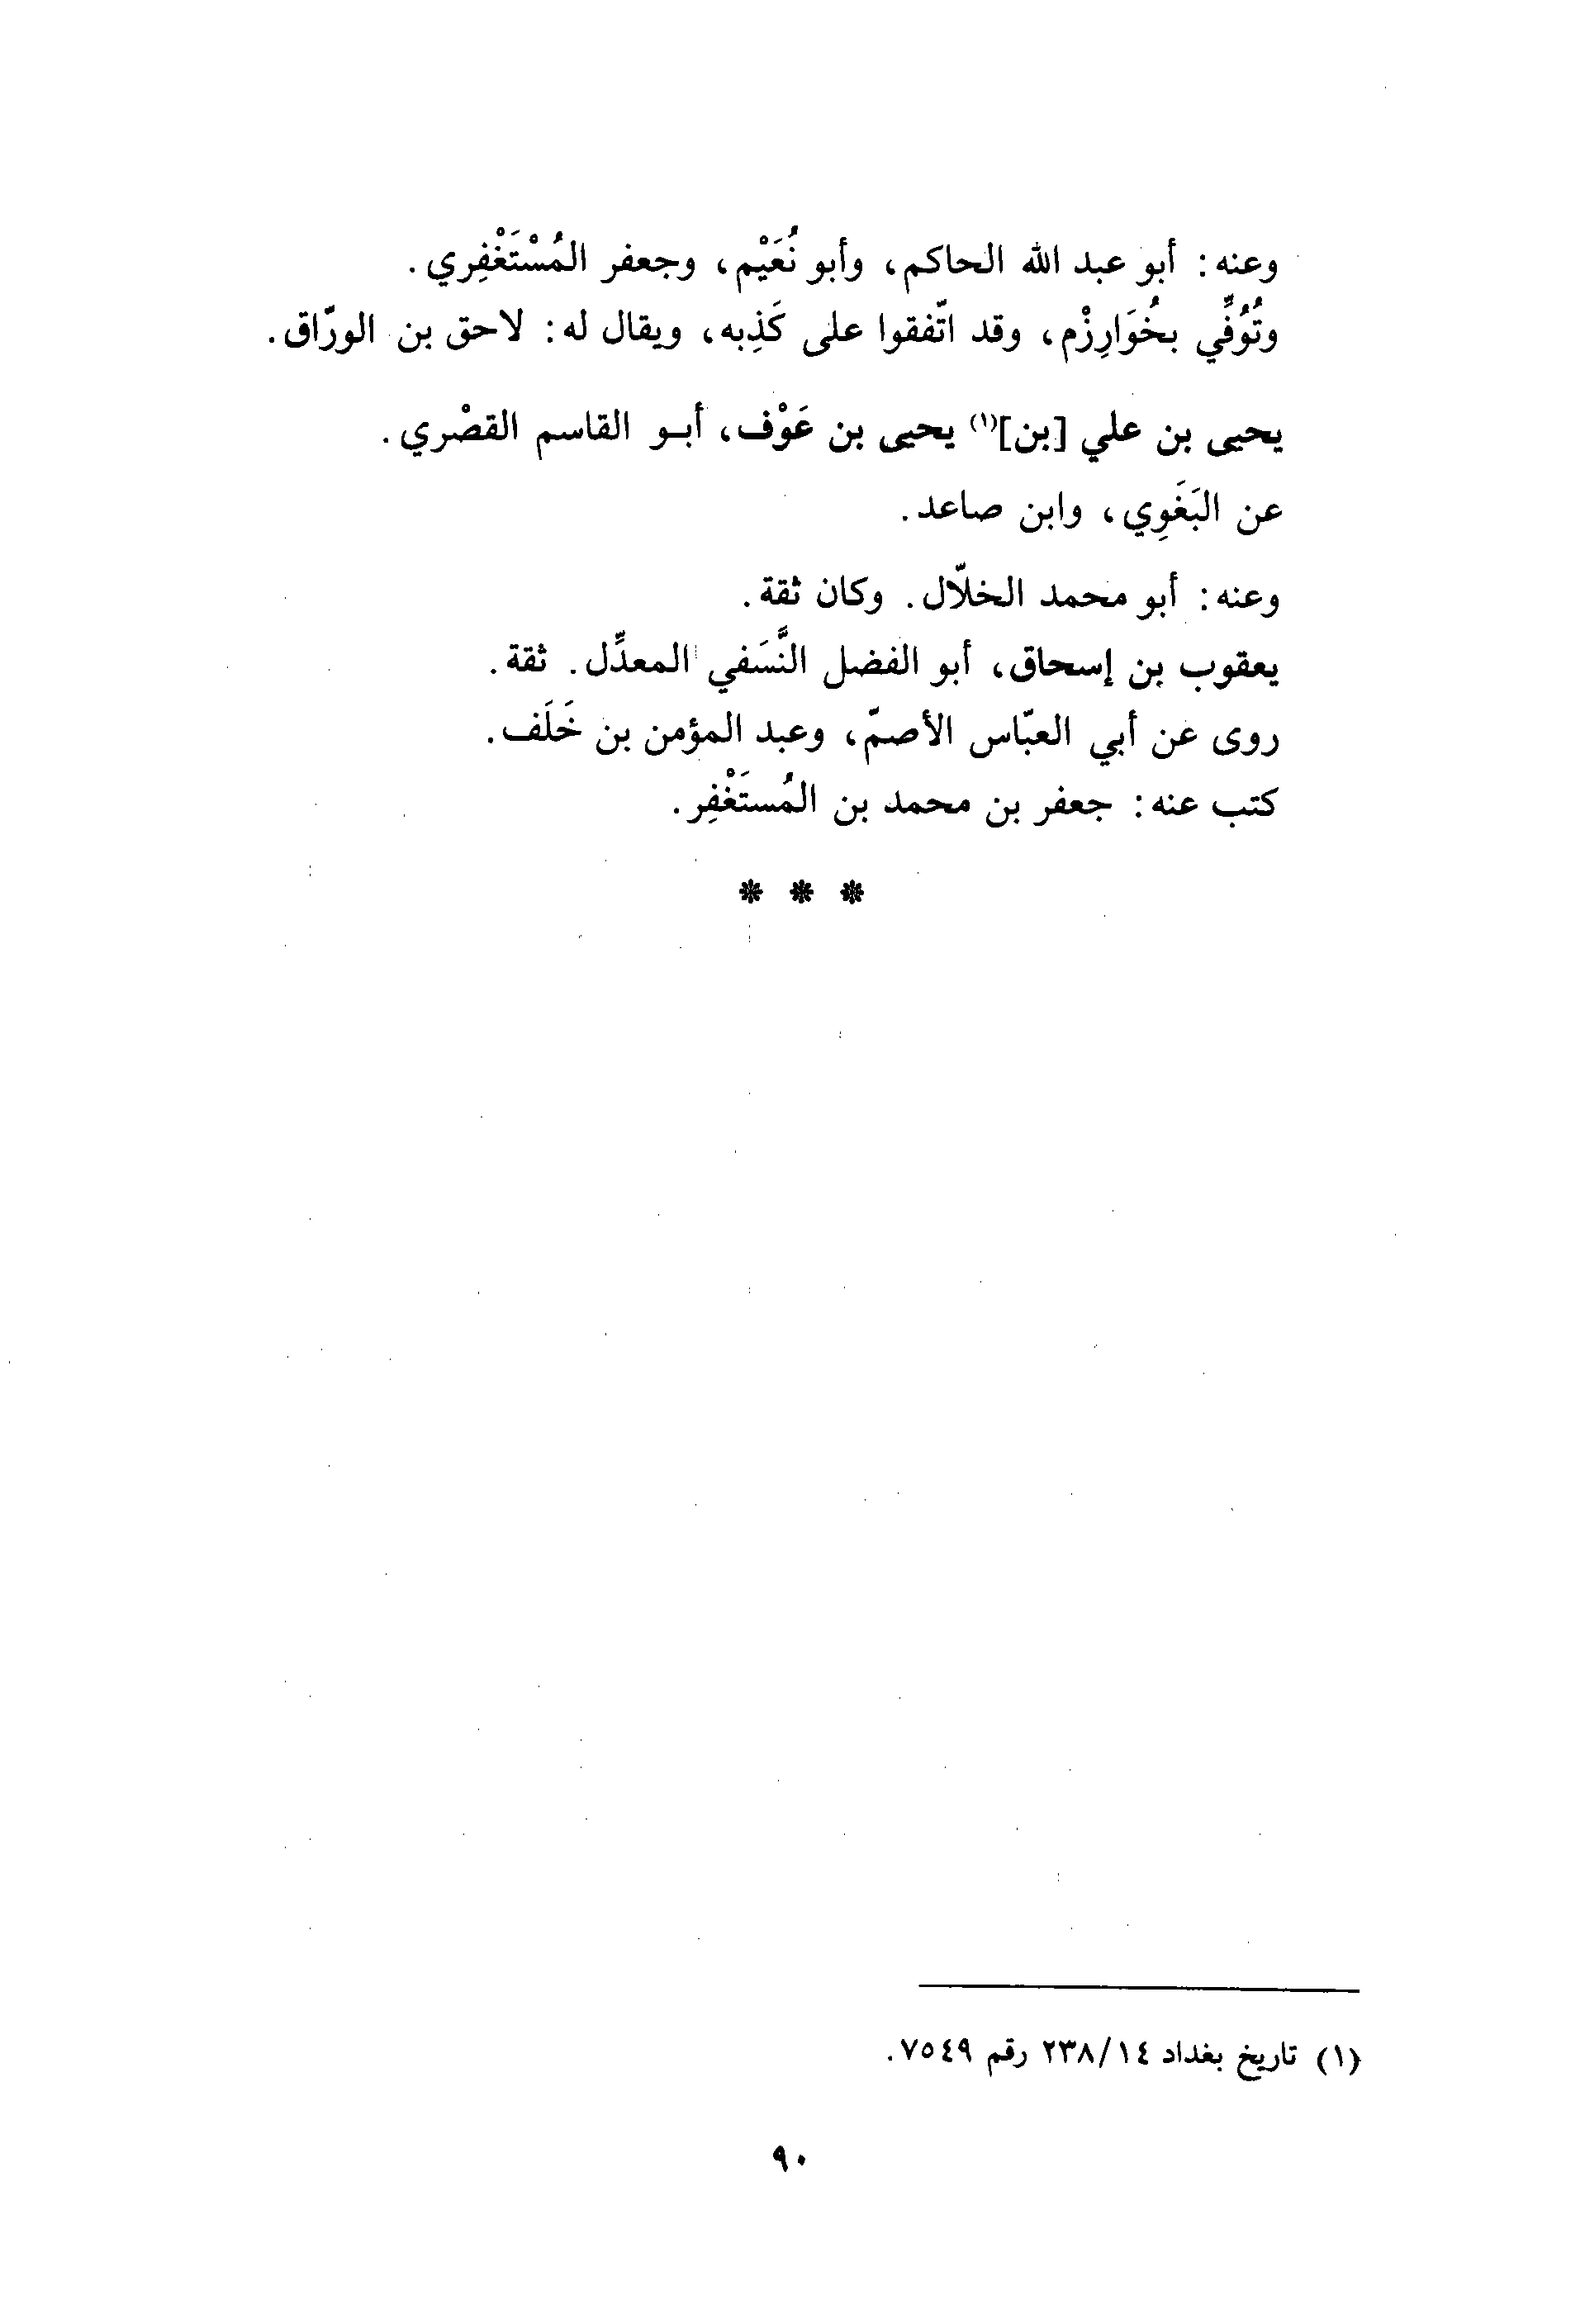 وعنه: أبو عبد الله الحاكم، وأبو نُعَيْم، وجعفر المُسْتَغْفِري.
وتُوُفِّي بخُوَارِزْم، وقد اتّفقوا على كَذِبه، ويقال له: لاحق بن الورّاق.
يحيى بن علي [بن]⁽¹⁾ يحيى بن عَوْف، أبـو القاسم القصْري.
عن البَغَوِي، وابن صاعد.
وعنه: أبو محمد الخلاّل. وكان ثقة.
يعقوب بن إسحاق، أبو الفضل النَّسَفي المعدِّل. ثقة.
روى عن أبي العبّاس الأصمّ، وعبد المؤمن بن خَلَف.
كتب عنه: جعفر بن محمد بن المُستَغْفِر.
* * *
(١) تاريخ بغداد ٢٣٨/١٤ رقم ٧٥٤٩.
٩٠